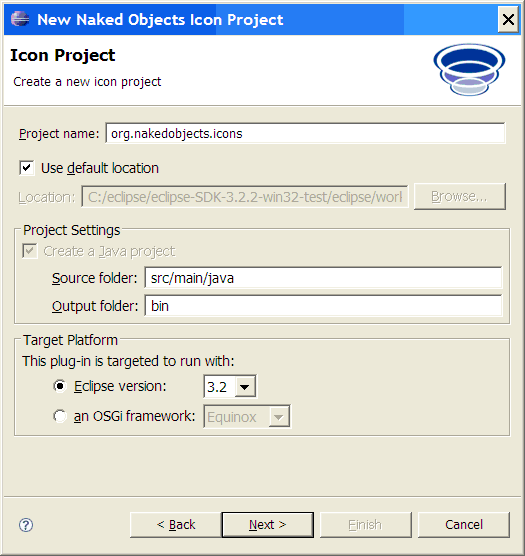 New Naked Objects Icon Project
Icon Project
Create a new icon project
Project name: org.nakedobjects.icons
Use default location
Location: C:/eclipse/eclipse-SDK-3.2.2-win32-test/eclipse/worl Browse...
Project Settings
Create a Java project
Source folder: src/main/java
Output folder: bin
Target Platform
This plug-in is targeted to run with:
Eclipse version: 3.2
an OSGi framework: Equinox
? < Back Next > Finish Cancel